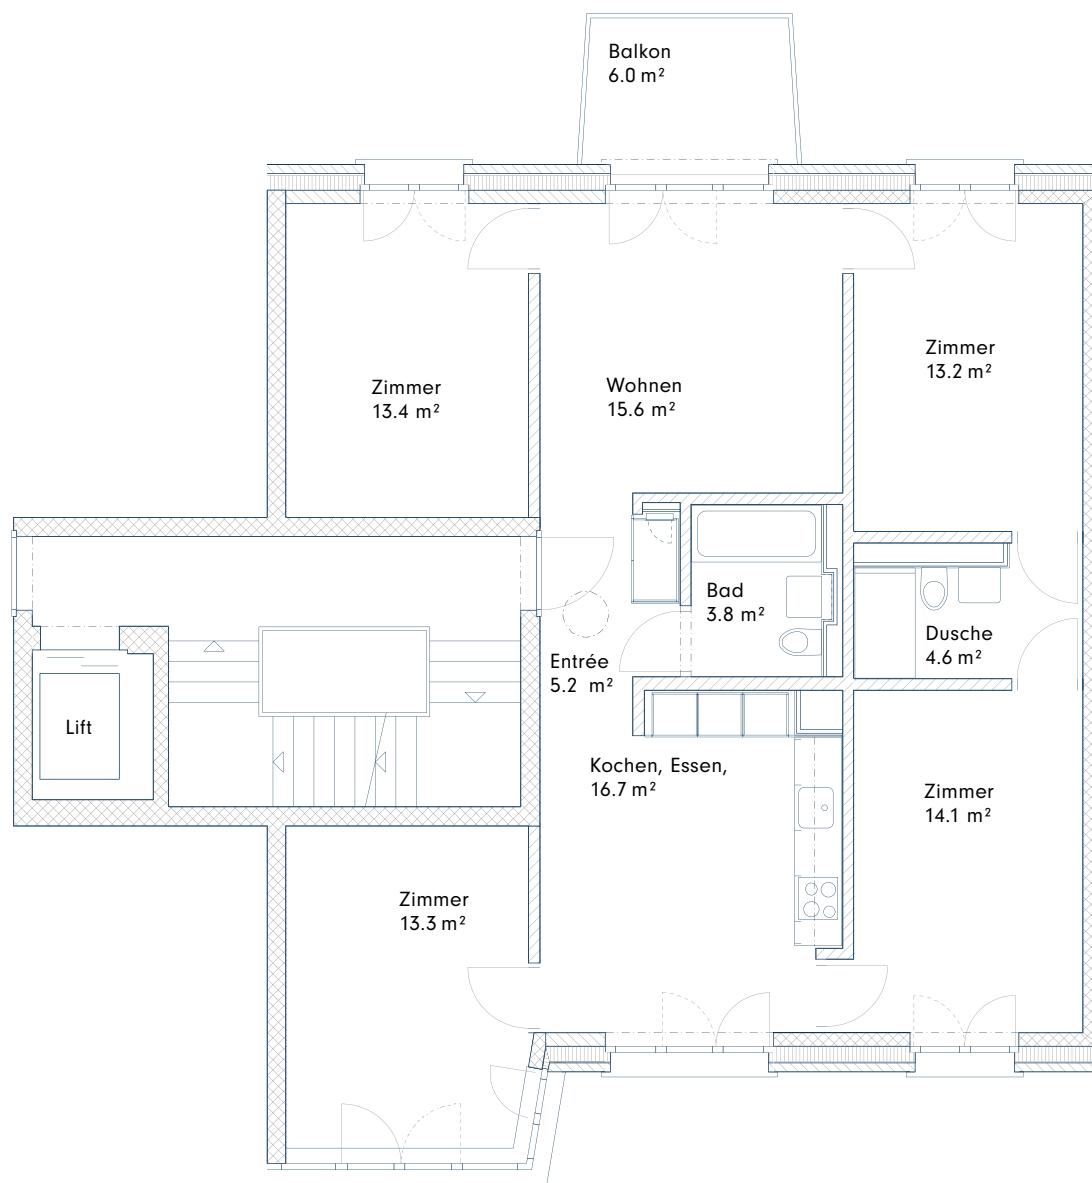 Balkon
6.0 m²
Zimmer
13.4 m²
Wohnen
15.6 m²
Zimmer
13.2 m²
Bad
3.8 m²
Dusche
4.6 m²
Entrée
5.2 m²
Lift
Kochen, Essen,
16.7 m²
Zimmer
14.1 m²
Zimmer
13.3 m²